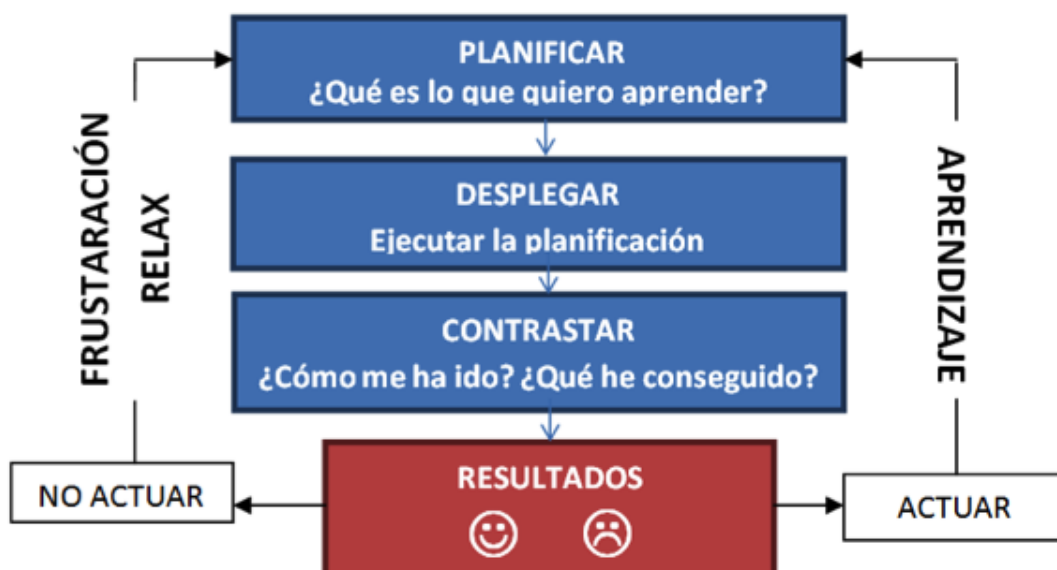 PLANIFICAR
¿Qué es lo que quiero aprender?
DESPLEGAR
Ejecutar la planificación
CONTRASTAR
¿Cómo me ha ido? ¿Qué he conseguido?
RESULTADOS
NO ACTUAR
ACTUAR
FRUSTARACIÓN
RELAX
APRENDIZAJE